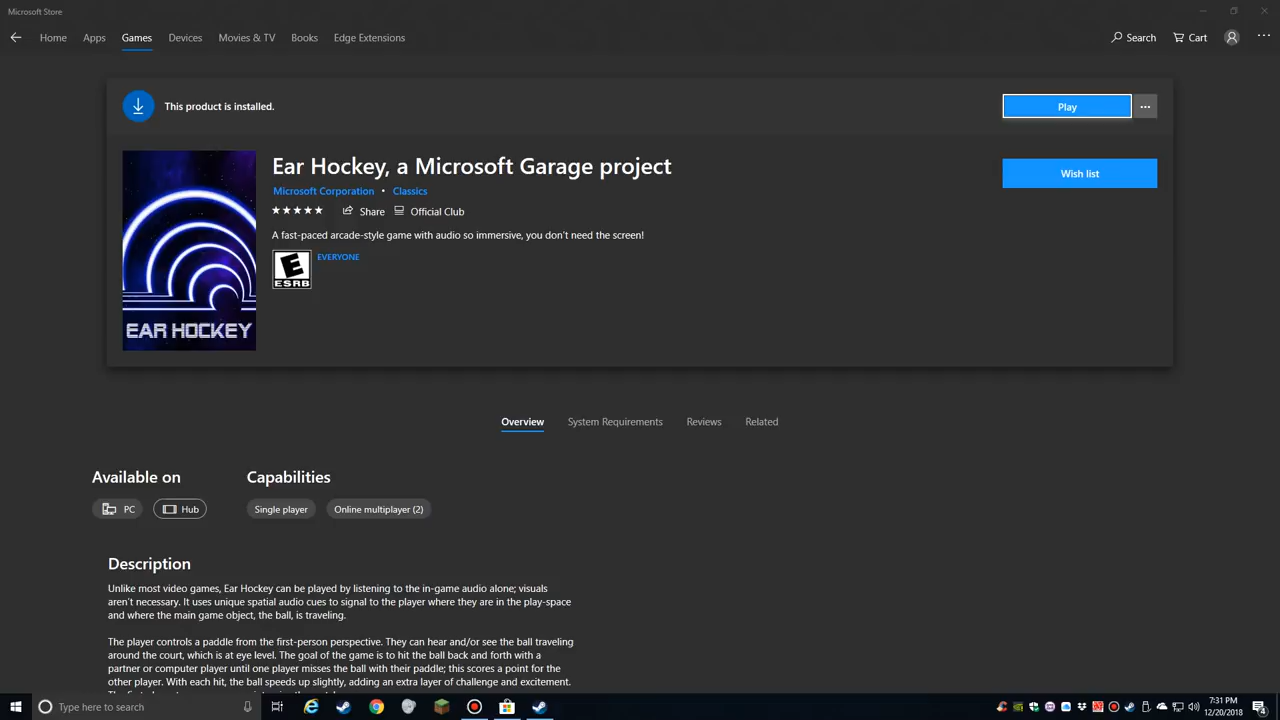 Microsoft Store
Home Apps Games Devices Movies & TV Books Edge Extensions Search Cart
This product is installed.
Play
Ear Hockey, a Microsoft Garage project
Wish list
Microsoft Corporation • Classics
Share Official Club
A fast-paced arcade-style game with audio so immersive, you don't need the screen!
E
ESRB
EVERYONE
EAR HOCKEY
Overview System Requirements Reviews Related
Available on
Capabilities
PC Hub Single player Online multiplayer (2)
Description
Unlike most video games, Ear Hockey can be played by listening to the in-game audio alone; visuals
aren't necessary. It uses unique spatial audio cues to signal to the player where they are in the play-space
and where the main game object, the ball, is traveling.
The player controls a paddle from the first-person perspective. They can hear and/or see the ball traveling
around the court, which is at eye level. The goal of the game is to hit the ball back and forth with a
partner or computer player until one player misses the ball with their paddle; this scores a point for the
other player. With each hit, the ball speeds up slightly, adding an extra layer of challenge and excitement.
Type here to search
7:31 PM
12/20/2018